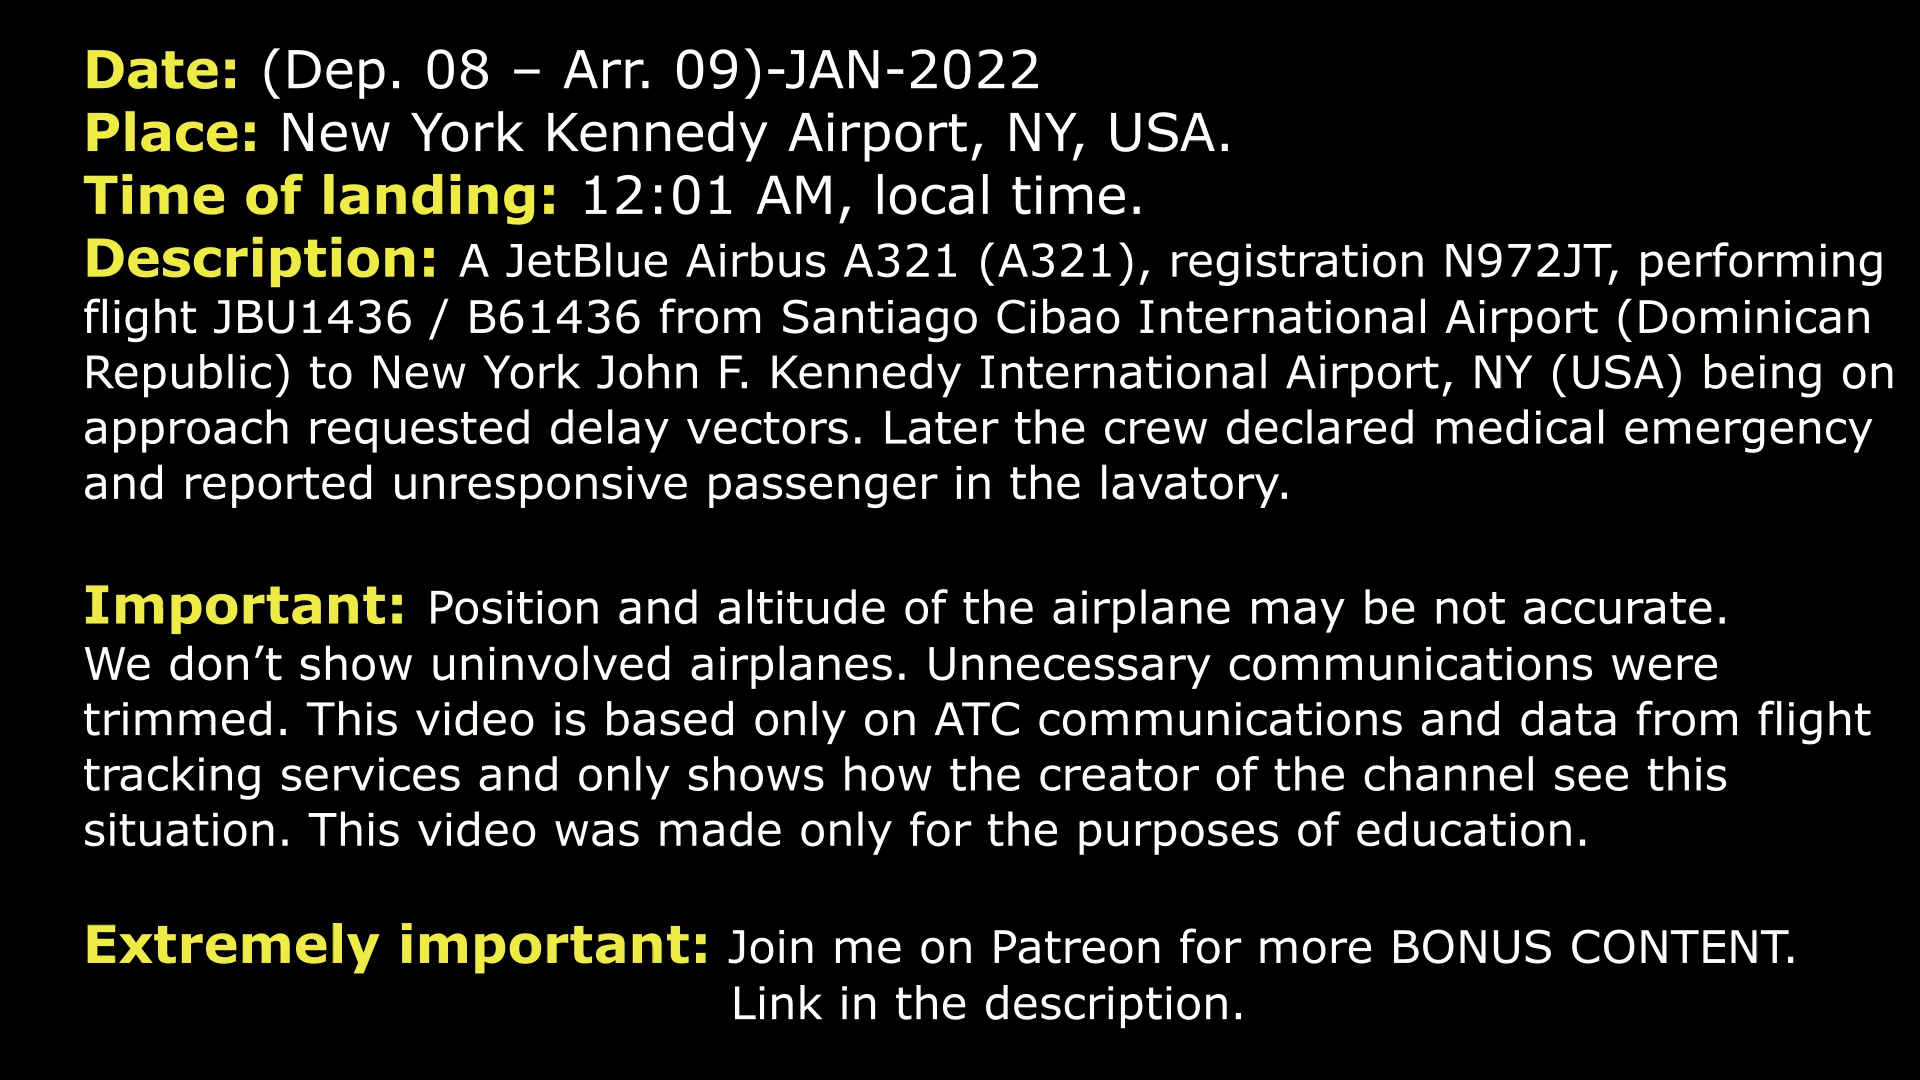 Date: (Dep. 08 – Arr. 09)-JAN-2022
Place: New York Kennedy Airport, NY, USA.
Time of landing: 12:01 AM, local time.
Description: A JetBlue Airbus A321 (A321), registration N972JT, performing
flight JBU1436 / B61436 from Santiago Cibao International Airport (Dominican
Republic) to New York John F. Kennedy International Airport, NY (USA) being on
approach requested delay vectors. Later the crew declared medical emergency
and reported unresponsive passenger in the lavatory.
Important: Position and altitude of the airplane may be not accurate.
We don’t show uninvolved airplanes. Unnecessary communications were
trimmed. This video is based only on ATC communications and data from flight
tracking services and only shows how the creator of the channel see this
situation. This video was made only for the purposes of education.
Extremely important: Join me on Patreon for more BONUS CONTENT.
Link in the description.